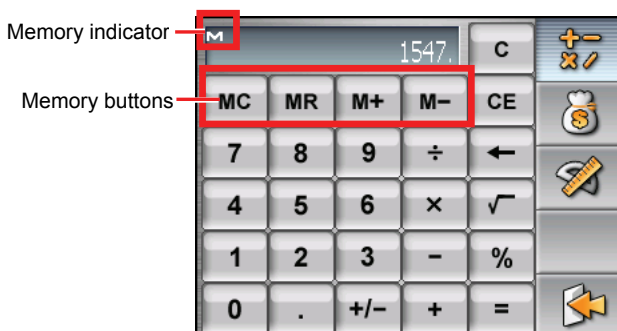 Memory indicator
M
1547.
C
Memory buttons
MC MR M+ M− CE
7 8 9 ÷ ←
4 5 6 × √
1 2 3 − %
0 . +/− + =